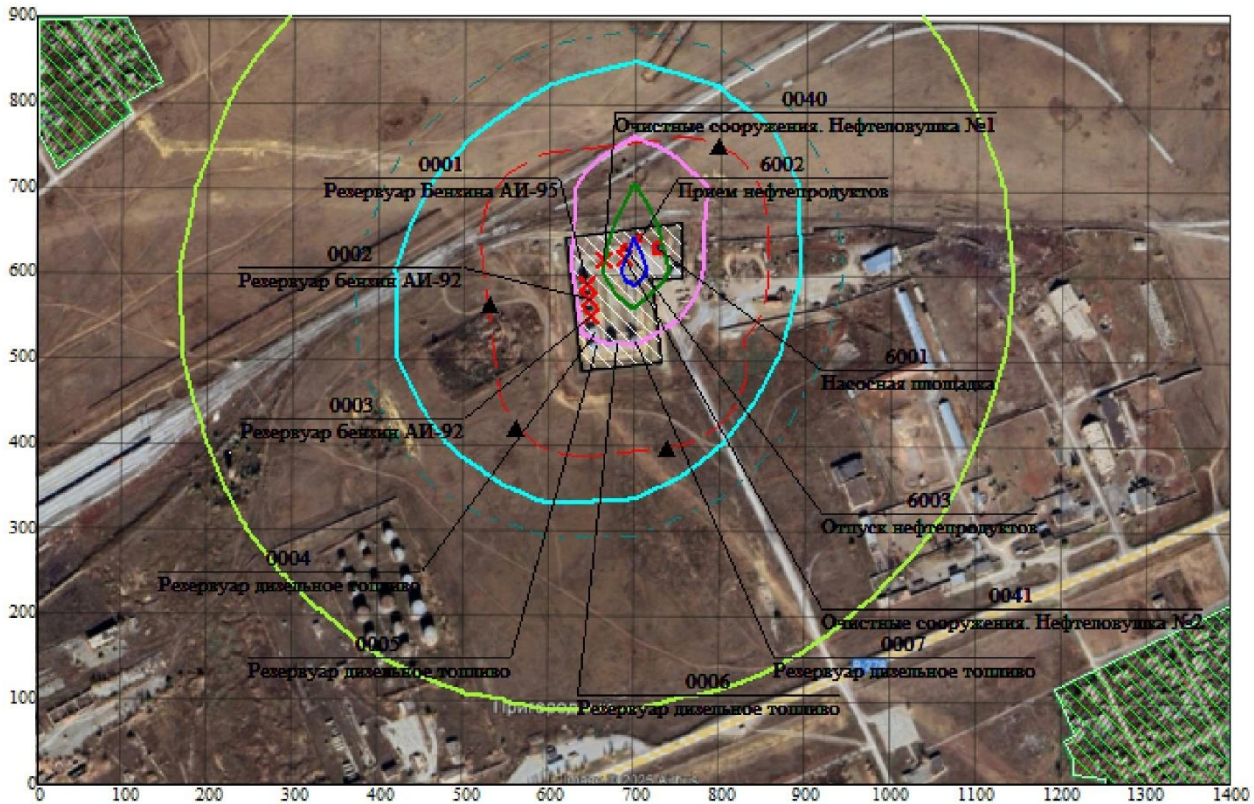 900
800
0040
Очистные сооружения. Нефтеловушка №1
0001
Резервуар Бензина АИ-95
6002
Прием нефтепродуктов
700
0002
Резервуар бензин АИ-92
600
500
6001
Насосная площадка
0003
Резервуар бензин АИ-92
400
6003
Отпуск нефтепродуктов
300
0004
Резервуар дизельное топливо
200
0041
Очистные сооружения. Нефтеловушка №2
0005
Резервуар дизельное топливо
0007
Резервуар дизельное топливо
100
0006
Резервуар дизельное топливо
0
0 100 200 300 400 500 600 700 800 900 1000 1100 1200 1300 1400